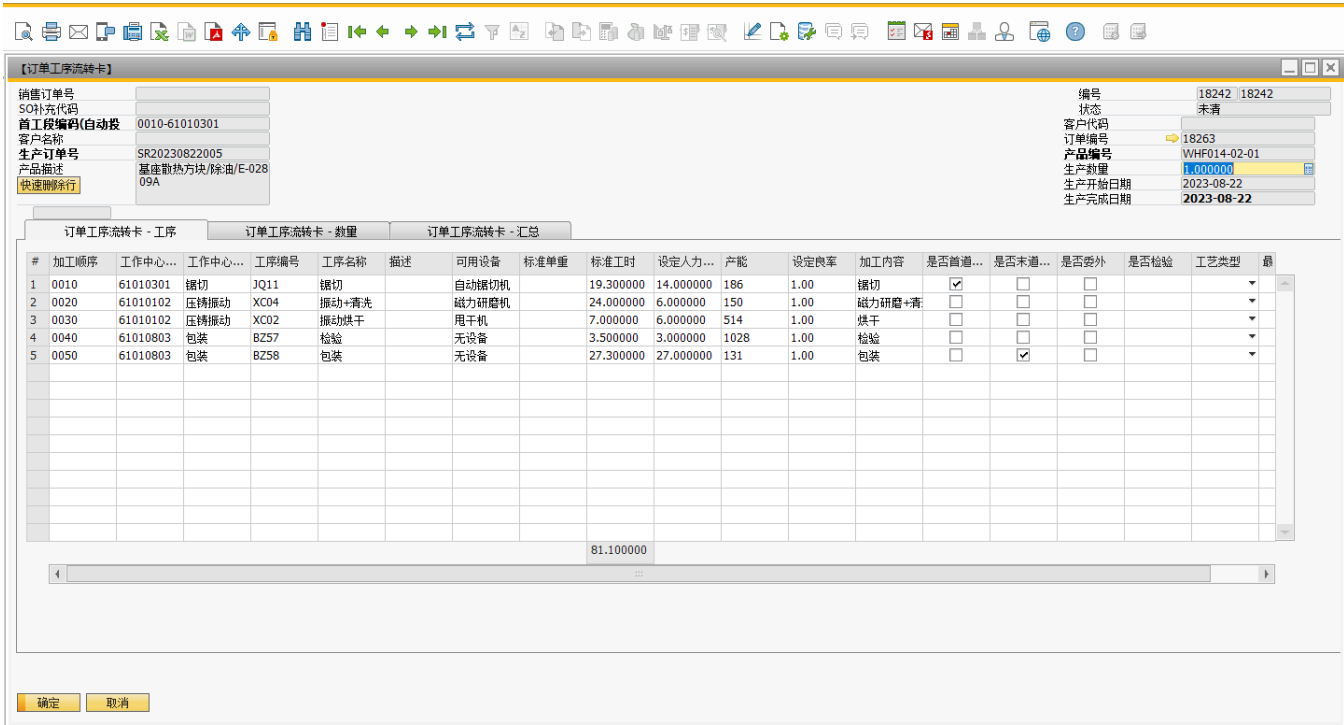 【订单工序流转卡】
销售订单号
SO补充代码
首工段编码(自动投 0010-61010301
客户名称
生产订单号 SR20230822005
产品描述 基座散热方块/除油/E-028
09A
快速删除行
编号 18242 18242
状态 未清
客户代码
订单编号 18263
产品编号 WHF014-02-01
生产数量 1.000000
生产开始日期 2023-08-22
生产完成日期 2023-08-22
订单工序流转卡 - 工序 订单工序流转卡 - 数量 订单工序流转卡 - 汇总
# 加工顺序 工作中心... 工作中心... 工序编号 工序名称 描述 可用设备 标准单重 标准工时 设定人力... 产能 设定良率 加工内容 是否首道... 是否末道... 是否委外 是否检验 工艺类型 最
1 0010 61010301 锯切 JQ11 锯切 自动锯切机 19.300000 14.000000 186 1.00 锯切
2 0020 61010102 压铸振动 XC04 振动+清洗 磁力研磨机 24.000000 6.000000 150 1.00 磁力研磨+清
3 0030 61010102 压铸振动 XC02 振动烘干 甩干机 7.000000 6.000000 514 1.00 烘干
4 0040 61010803 包装 BZ57 检验 无设备 3.500000 3.000000 1028 1.00 检验
5 0050 61010803 包装 BZ58 包装 无设备 27.300000 27.000000 131 1.00 包装
81.100000
确定 取消